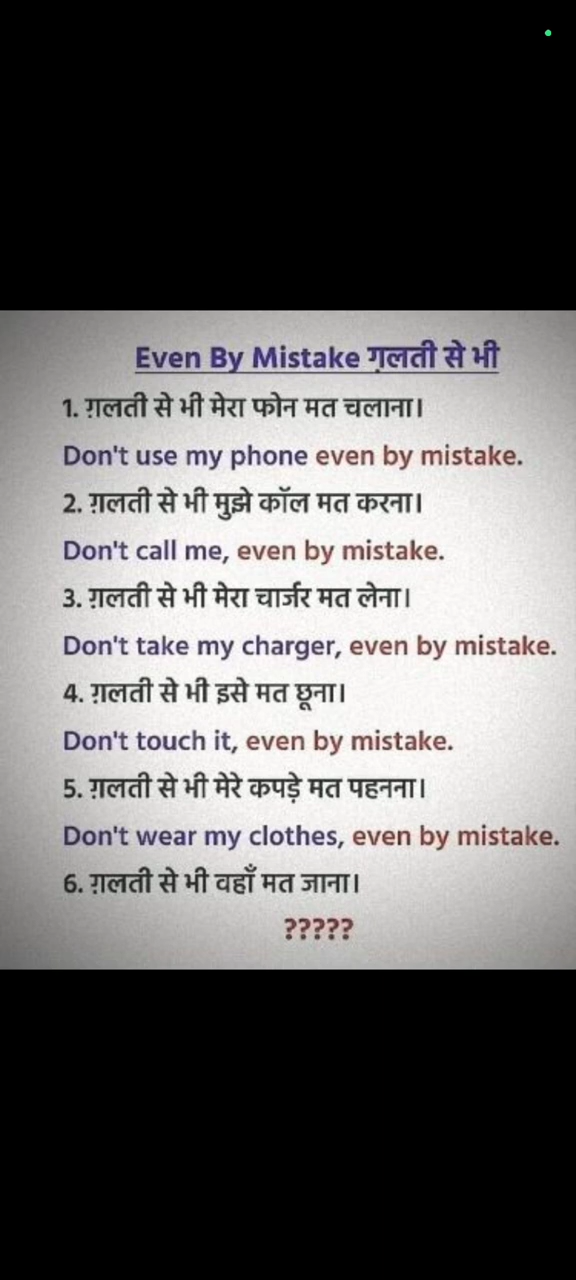 Even By Mistake ग़लती से भी
1. ग़लती से भी मेरा फोन मत चलाना।
Don't use my phone even by mistake.
2. ग़लती से भी मुझे कॉल मत करना।
Don't call me, even by mistake.
3. ग़लती से भी मेरा चार्जर मत लेना।
Don't take my charger, even by mistake.
4. ग़लती से भी इसे मत छूना।
Don't touch it, even by mistake.
5. ग़लती से भी मेरे कपड़े मत पहनना।
Don't wear my clothes, even by mistake.
6. ग़लती से भी वहाँ मत जाना।
?????